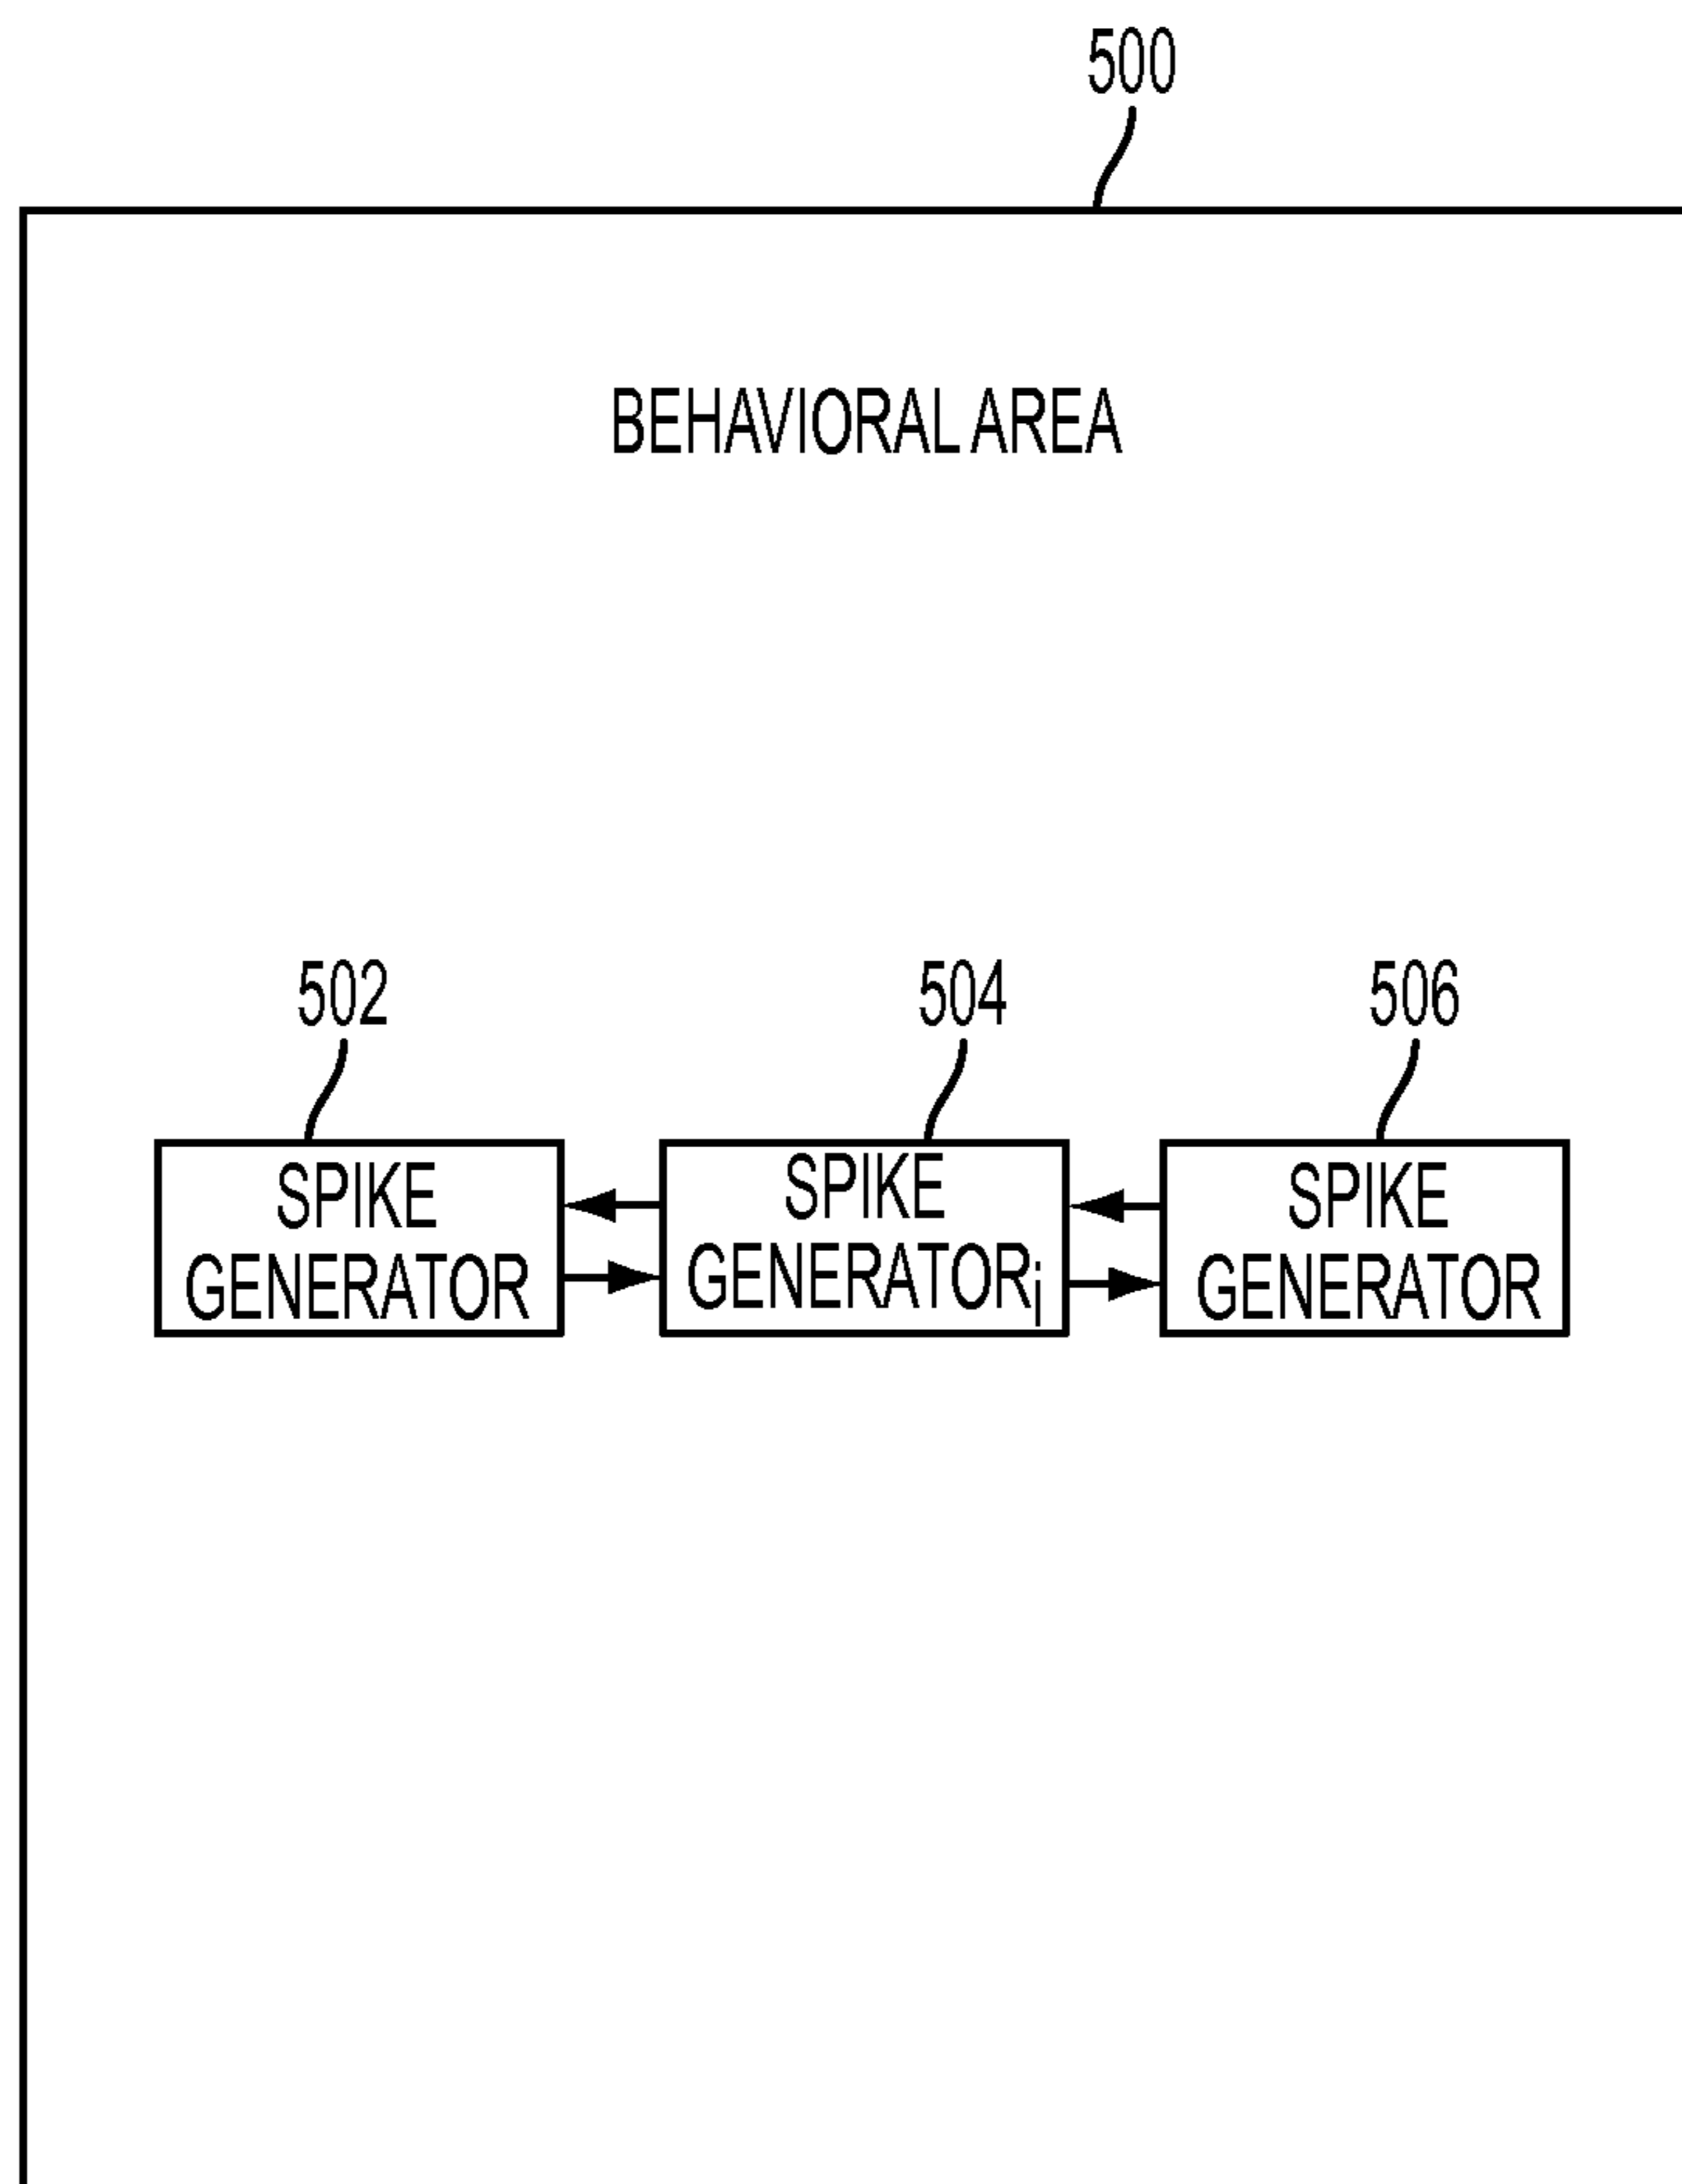 500
BEHAVIORAL AREA
502
504
506
SPIKE
GENERATOR
SPIKE
GENERATORj
SPIKE
GENERATOR